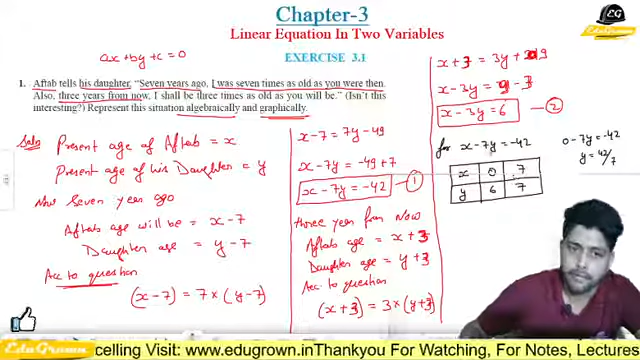 Chapter-3
Linear Equation In Two Variables
ax+by+c=0
EXERCISE 3.1
1. Aftab tells his daughter, "Seven years ago, I was seven times as old as you were then.
Also, three years from now, I shall be three times as old as you will be." (Isn't this
interesting?) Represent this situation algebraically and graphically.
Present age of Aftab = x
Present age of his Daughter = y
Now Seven year ago
Aftab age will be = x-7
Daughter age = y-7
Acc to question
(x-7) = 7×(y-7)
x-7 = 7y-49
x-7y = -49+7
x-7y = -42 —①
three year from Now
Aftab age = x+3
Daughter age = y+3
Acc to question
(x+3) = 3×(y+3)
x+3 = 3y+9
x-3y = 9-3
x-3y = 6 —②
for x-7y = -42
x 0 7
y 6 7
0-7y = -42
y = 42/7
EduGrown
celling Visit: www.edugrown.inThankyou For Watching, For Notes, Lectures